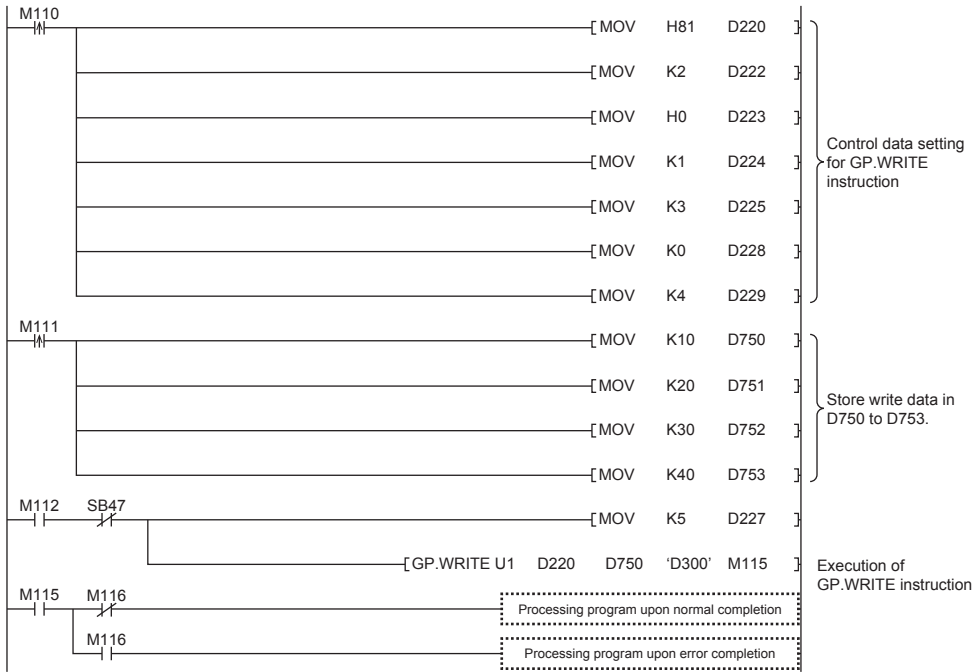 M110
MOV H81 D220
MOV K2 D222
MOV H0 D223
MOV K1 D224
MOV K3 D225
MOV K0 D228
MOV K4 D229
Control data setting
for GP.WRITE
instruction
M111
MOV K10 D750
MOV K20 D751
MOV K30 D752
MOV K40 D753
Store write data in
D750 to D753.
M112 SB47
MOV K5 D227
GP.WRITE U1 D220 D750 ‘D300’ M115
Execution of
GP.WRITE instruction
M115 M116
Processing program upon normal completion
M116
Processing program upon error completion